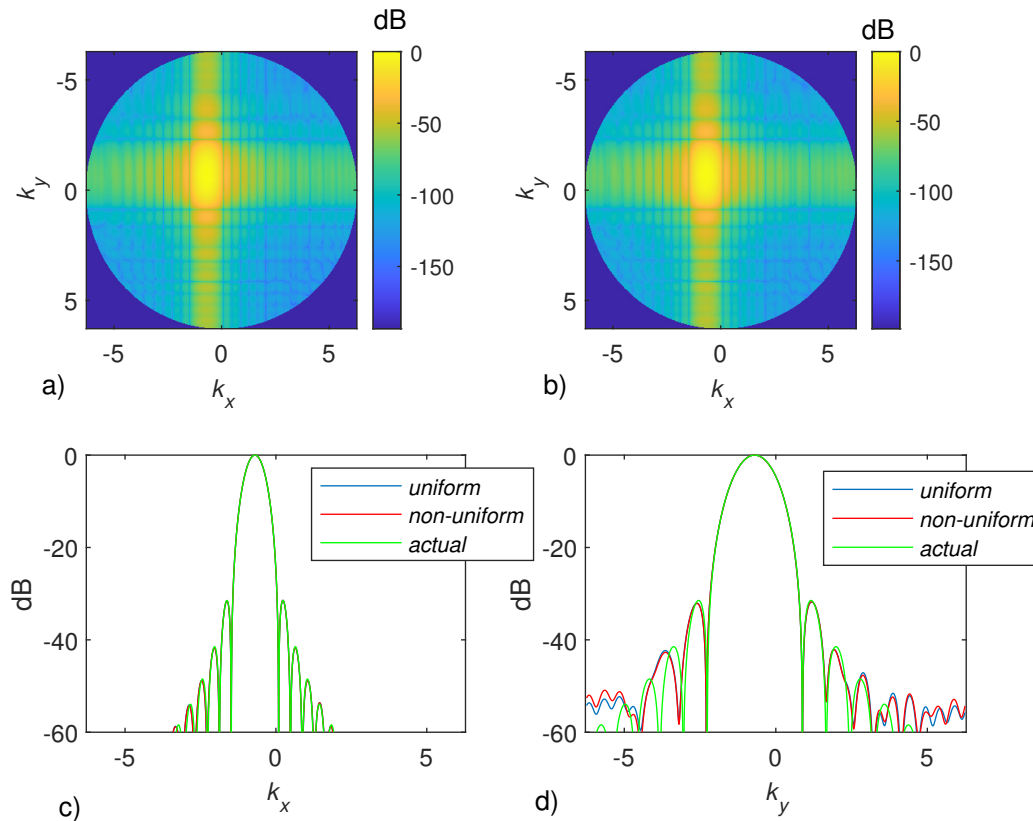 dB
0
-50
-100
-150
-5
0
5
k_y
-5
0
5
k_x
a)
dB
0
-50
-100
-150
-5
0
5
k_y
-5
0
5
k_x
b)
0
-20
-40
-60
dB
uniform
non-uniform
actual
-5
0
5
k_x
c)
0
-20
-40
-60
dB
uniform
non-uniform
actual
-5
0
5
k_y
d)